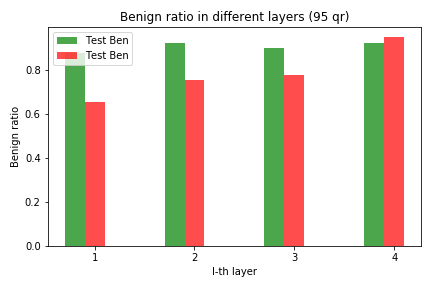 Benign ratio in different layers (95 qr)
Test Ben
Test Ben
Benign ratio
0.8
0.6
0.4
0.2
0.0
1 2 3 4
l-th layer